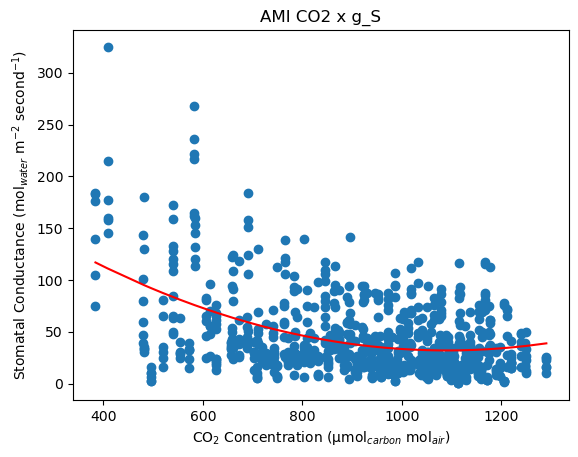 AMI CO2 x g_S
300
250
200
150
100
50
0
Stomatal Conductance (mol$_{water}$ m$^{-2}$ second$^{-1}$)
400 600 800 1000 1200
CO$_2$ Concentration (µmol$_{carbon}$ mol$_{air}$)